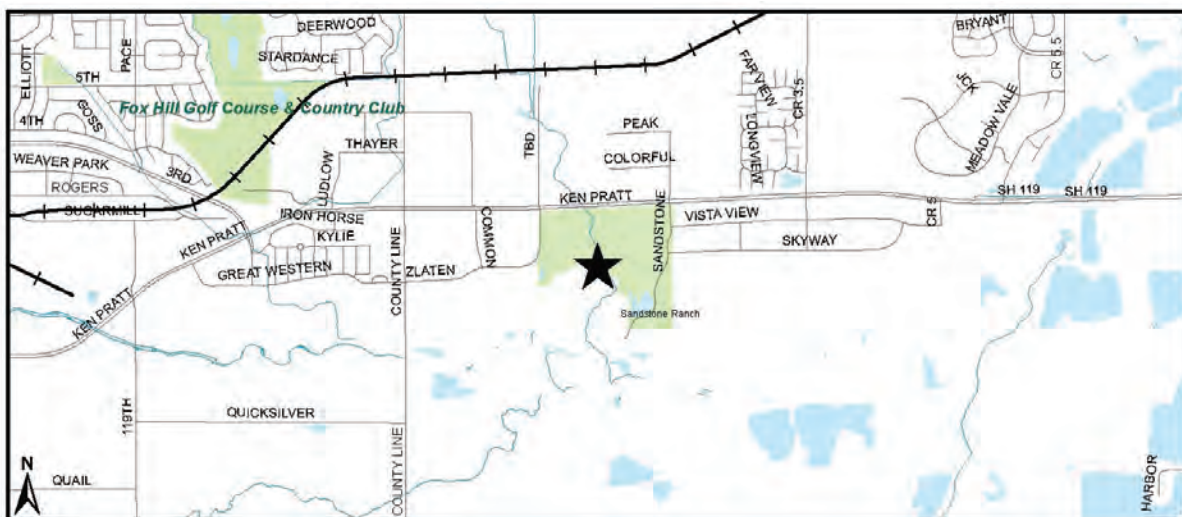 DEERWOOD
BRYANT
ELLIOTT
PACE
STARDANCE
CR 5.5
5TH
FAR VIEW
CR 3.5
JCK
GOSS
Fox Hill Golf Course & Country Club
4TH
TBD
PEAK
LONGVIEW
MEADOW VALE
THAYER
WEAVER PARK
3RD
LUDLOW
COLORFUL
ROGERS
KEN PRATT
SH 119
SH 119
SUGARMILL
IRON HORSE
VISTA VIEW
CR 5
KEN PRATT
KYLIE
COMMON
SANDSTONE
SKYWAY
GREAT WESTERN
COUNTY LINE
ZLATEN
KEN PRATT
Sandstone Ranch
119TH
QUICKSILVER
COUNTY LINE
N
QUAIL
HARBOR